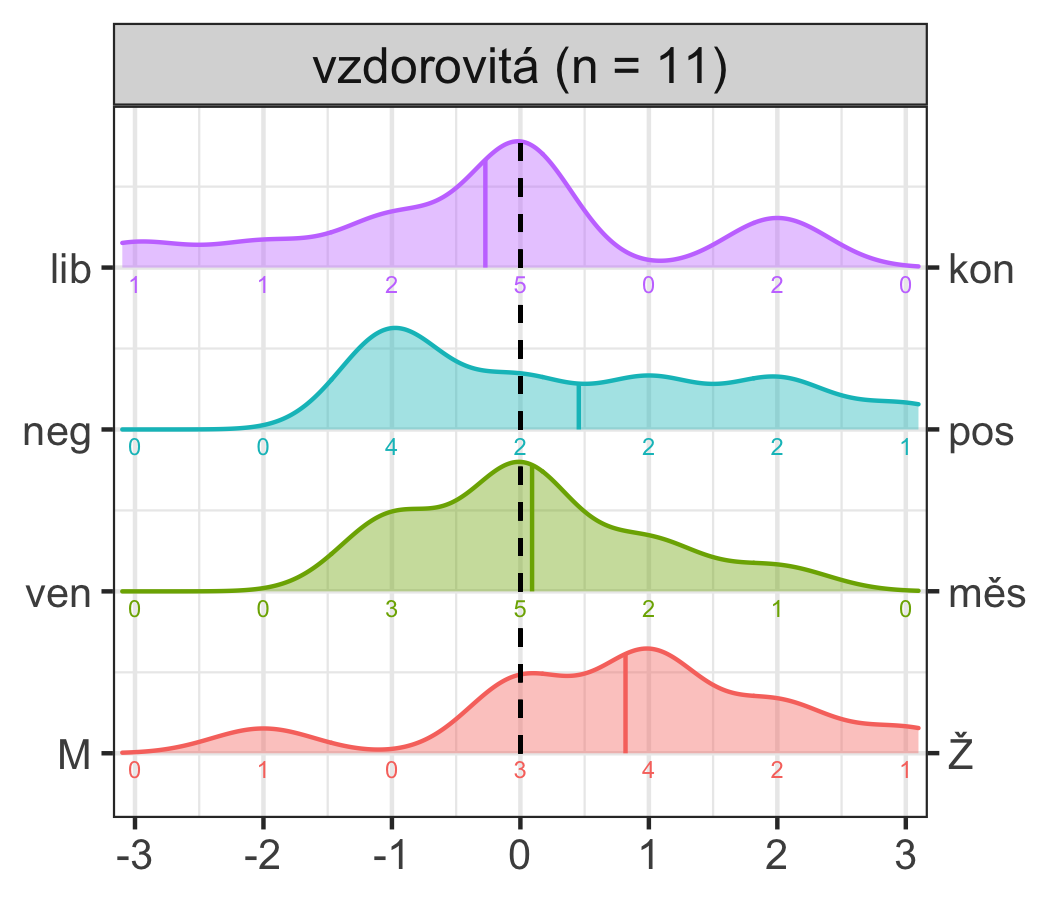 vzdorovitá (n = 11)
lib kon
1 1 2 5 0 2 0
neg pos
0 0 4 2 2 2 1
ven měs
0 0 3 5 2 1 0
M Ž
0 1 0 3 4 2 1
-3 -2 -1 0 1 2 3